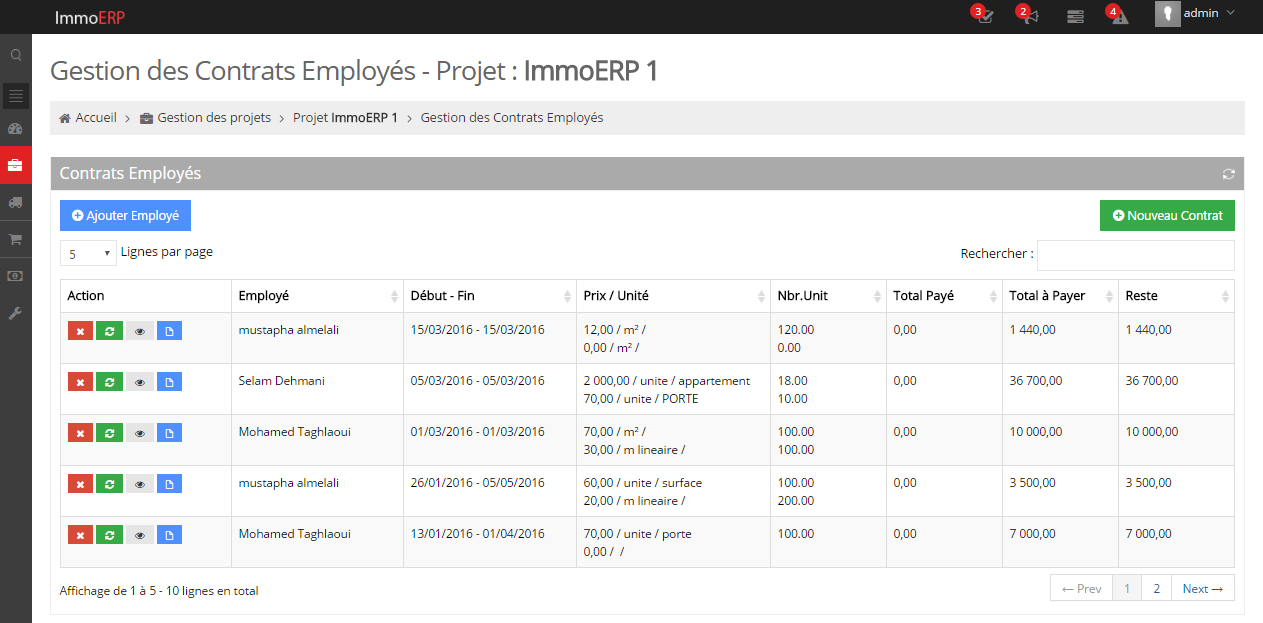 ImmoERP 3 2 4 admin
Gestion des Contrats Employés - Projet : ImmoERP 1
Accueil > Gestion des projets > Projet ImmoERP 1 > Gestion des Contrats Employés
Contrats Employés
Ajouter Employé Nouveau Contrat
5 Lignes par page Rechercher :
Action Employé Début - Fin Prix / Unité Nbr.Unit Total Payé Total à Payer Reste
mustapha almelali 15/03/2016 - 15/03/2016 12,00 / m² / 120.00 0,00 1 440,00 1 440,00
0,00 / m² / 0.00
Selam Dehmani 05/03/2016 - 05/03/2016 2 000,00 / unite / appartement 18.00 0,00 36 700,00 36 700,00
70,00 / unite / PORTE 10.00
Mohamed Taghlaoui 01/03/2016 - 01/03/2016 70,00 / m² / 100.00 0,00 10 000,00 10 000,00
30,00 / m lineaire / 100.00
mustapha almelali 26/01/2016 - 05/05/2016 60,00 / unite / surface 100.00 0,00 3 500,00 3 500,00
20,00 / m lineaire / 200.00
Mohamed Taghlaoui 13/01/2016 - 01/04/2016 70,00 / unite / porte 100.00 0,00 7 000,00 7 000,00
0,00 / /
Affichage de 1 à 5 - 10 lignes en total ← Prev 1 2 Next →